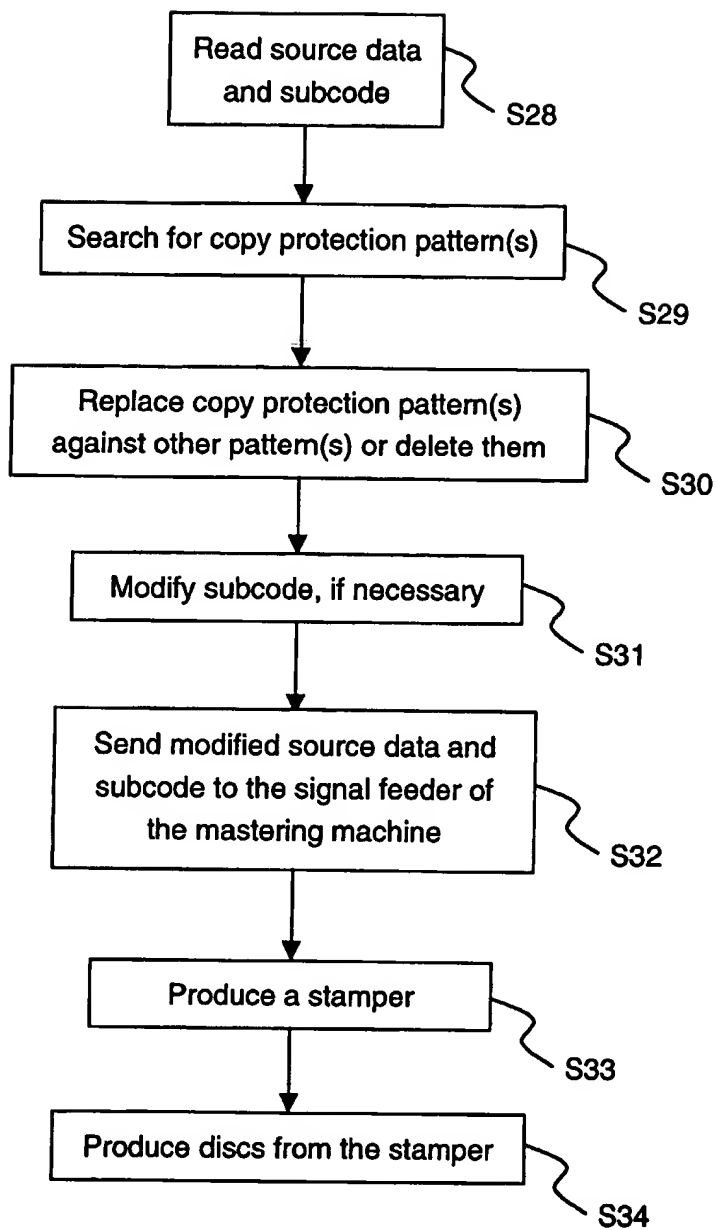 Read source data
and subcode
S28
Search for copy protection pattern(s)
S29
Replace copy protection pattern(s)
against other pattern(s) or delete them
S30
Modify subcode, if necessary
S31
Send modified source data and
subcode to the signal feeder of
the mastering machine
S32
Produce a stamper
S33
Produce discs from the stamper
S34